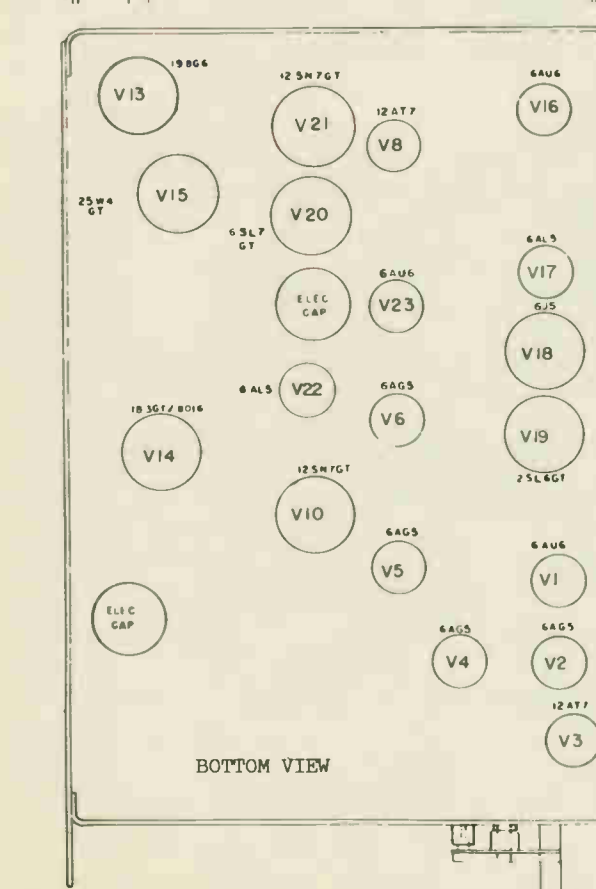 19BG6
V13
12SN7GT
V21
12AT7
V8
6AU6
V16
25W4
GT
V15
6SL7
GT
V20
6AL5
V17
ELEC
CAP
6AU6
V23
6J5
V18
6AL5
V22
6AG5
V6
V19
25L6GT
1B3GT/8016
V14
12SN7GT
V10
6AG5
V5
6AU6
V1
ELEC
CAP
6AG5
V4
6AG5
V2
12AT7
V3
BOTTOM VIEW